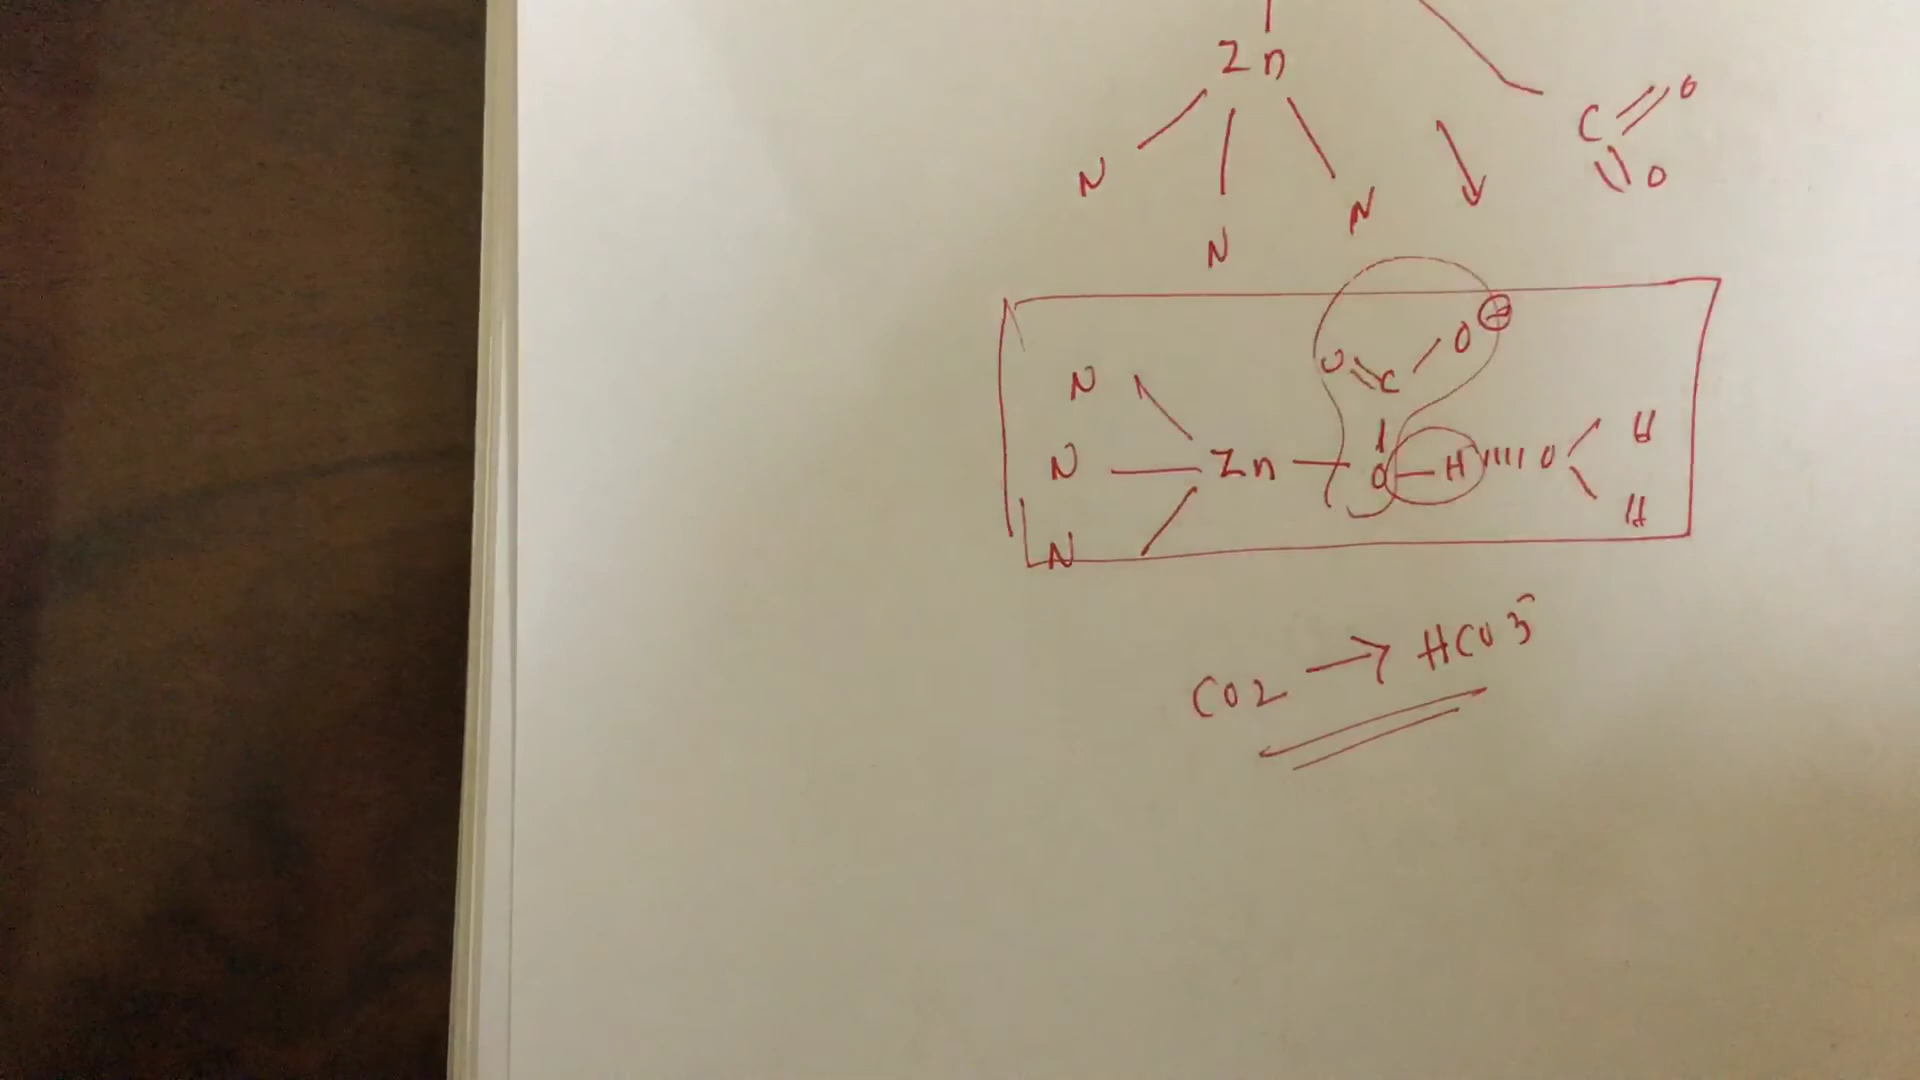 Zn
C O
O
N N N
N O C O ⊖
N Zn O H O H
N H
CO2 → HCO3-